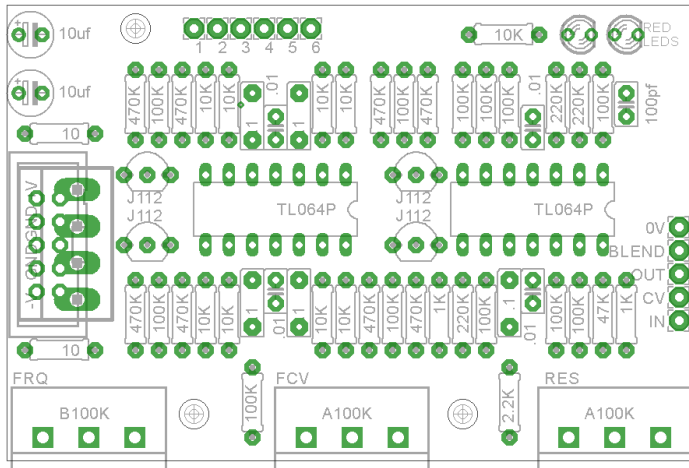 10uf
10uf
10
1 2 3 4 5 6
10K
RED
LEDS
470K 100K 470K 10K 10K .1 .01 .1 10K 10K 470K 100K 470K 100K 100K 100K .01 220K 220K 100K 100pf
J112
J112
TL064P
J112
J112
TL064P
-V GND GND +V
0V
BLEND
OUT
CV
IN
470K 100K 470K 10K 10K .1 .01 .1 10K 10K 470K 100K 1K 220K 100K .1 .01 100K 100K 47K 1K
10
FRQ
B100K
100K
FCV
A100K
2.2K
RES
A100K